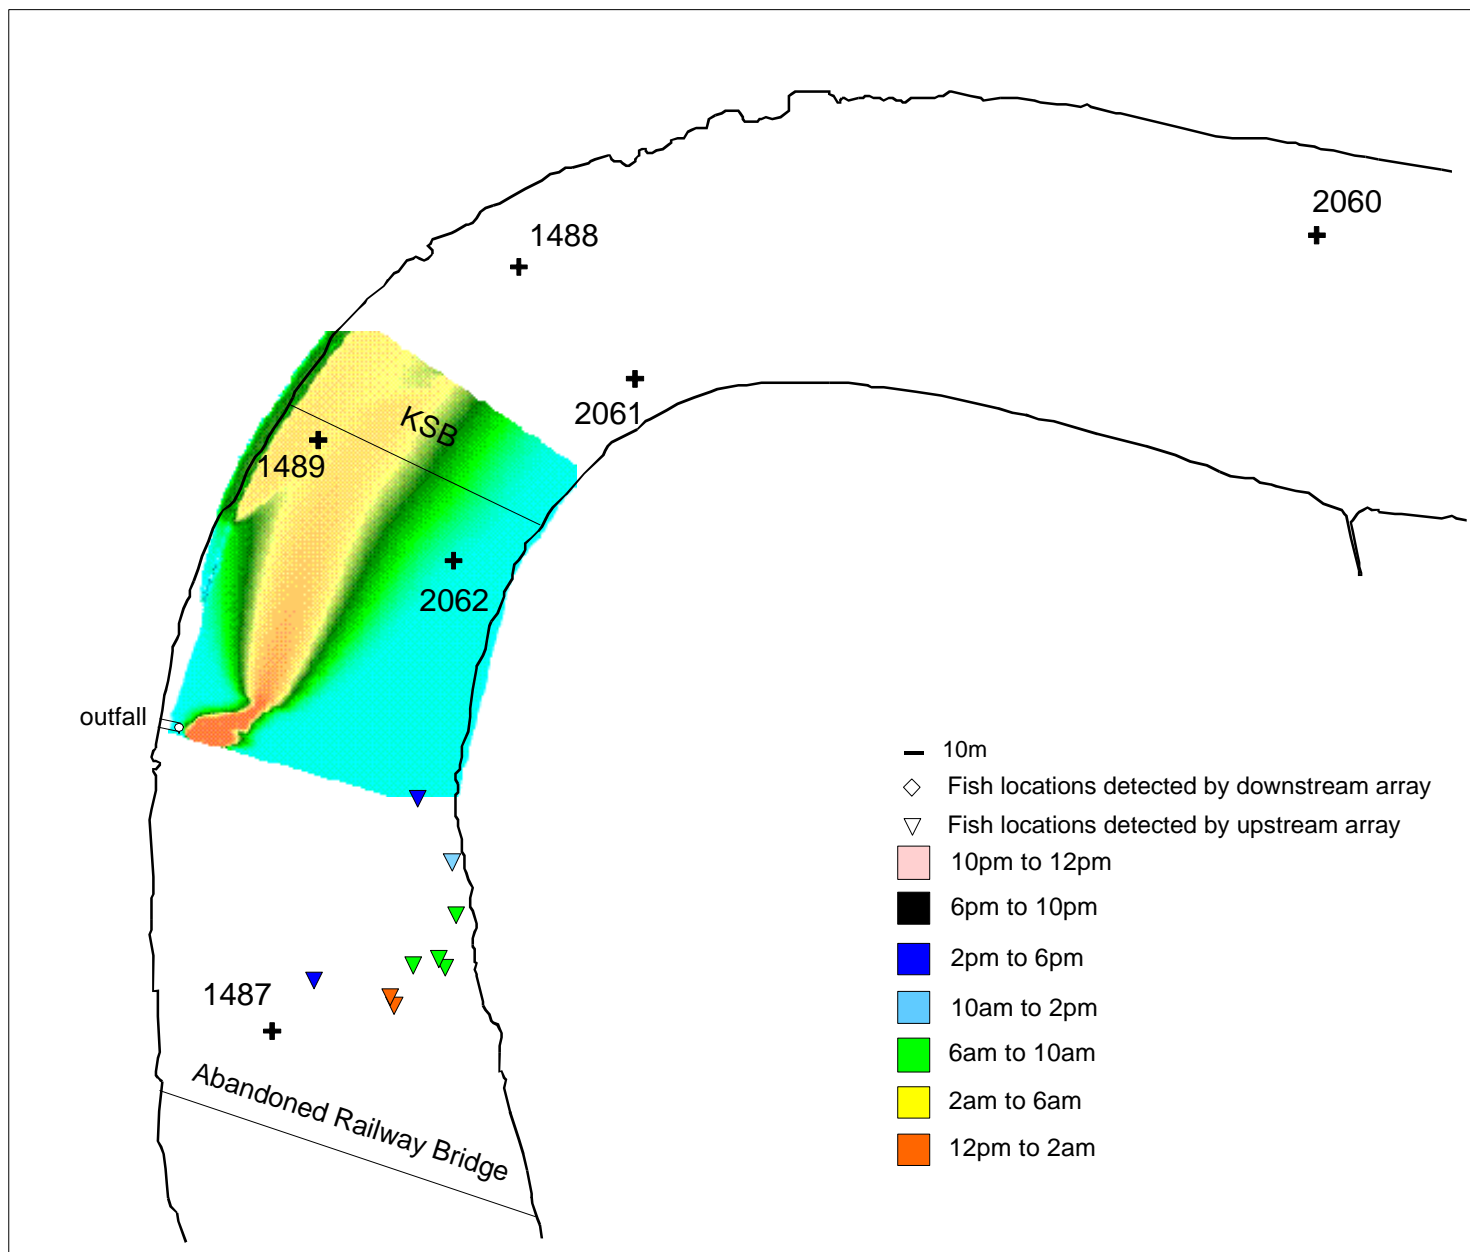 2060
1488
2061
KSB
1489
2062
outfall
10m
Fish locations detected by downstream array
Fish locations detected by upstream array
10pm to 12pm
6pm to 10pm
2pm to 6pm
10am to 2pm
6am to 10am
2am to 6am
12pm to 2am
1487
Abandoned Railway Bridge